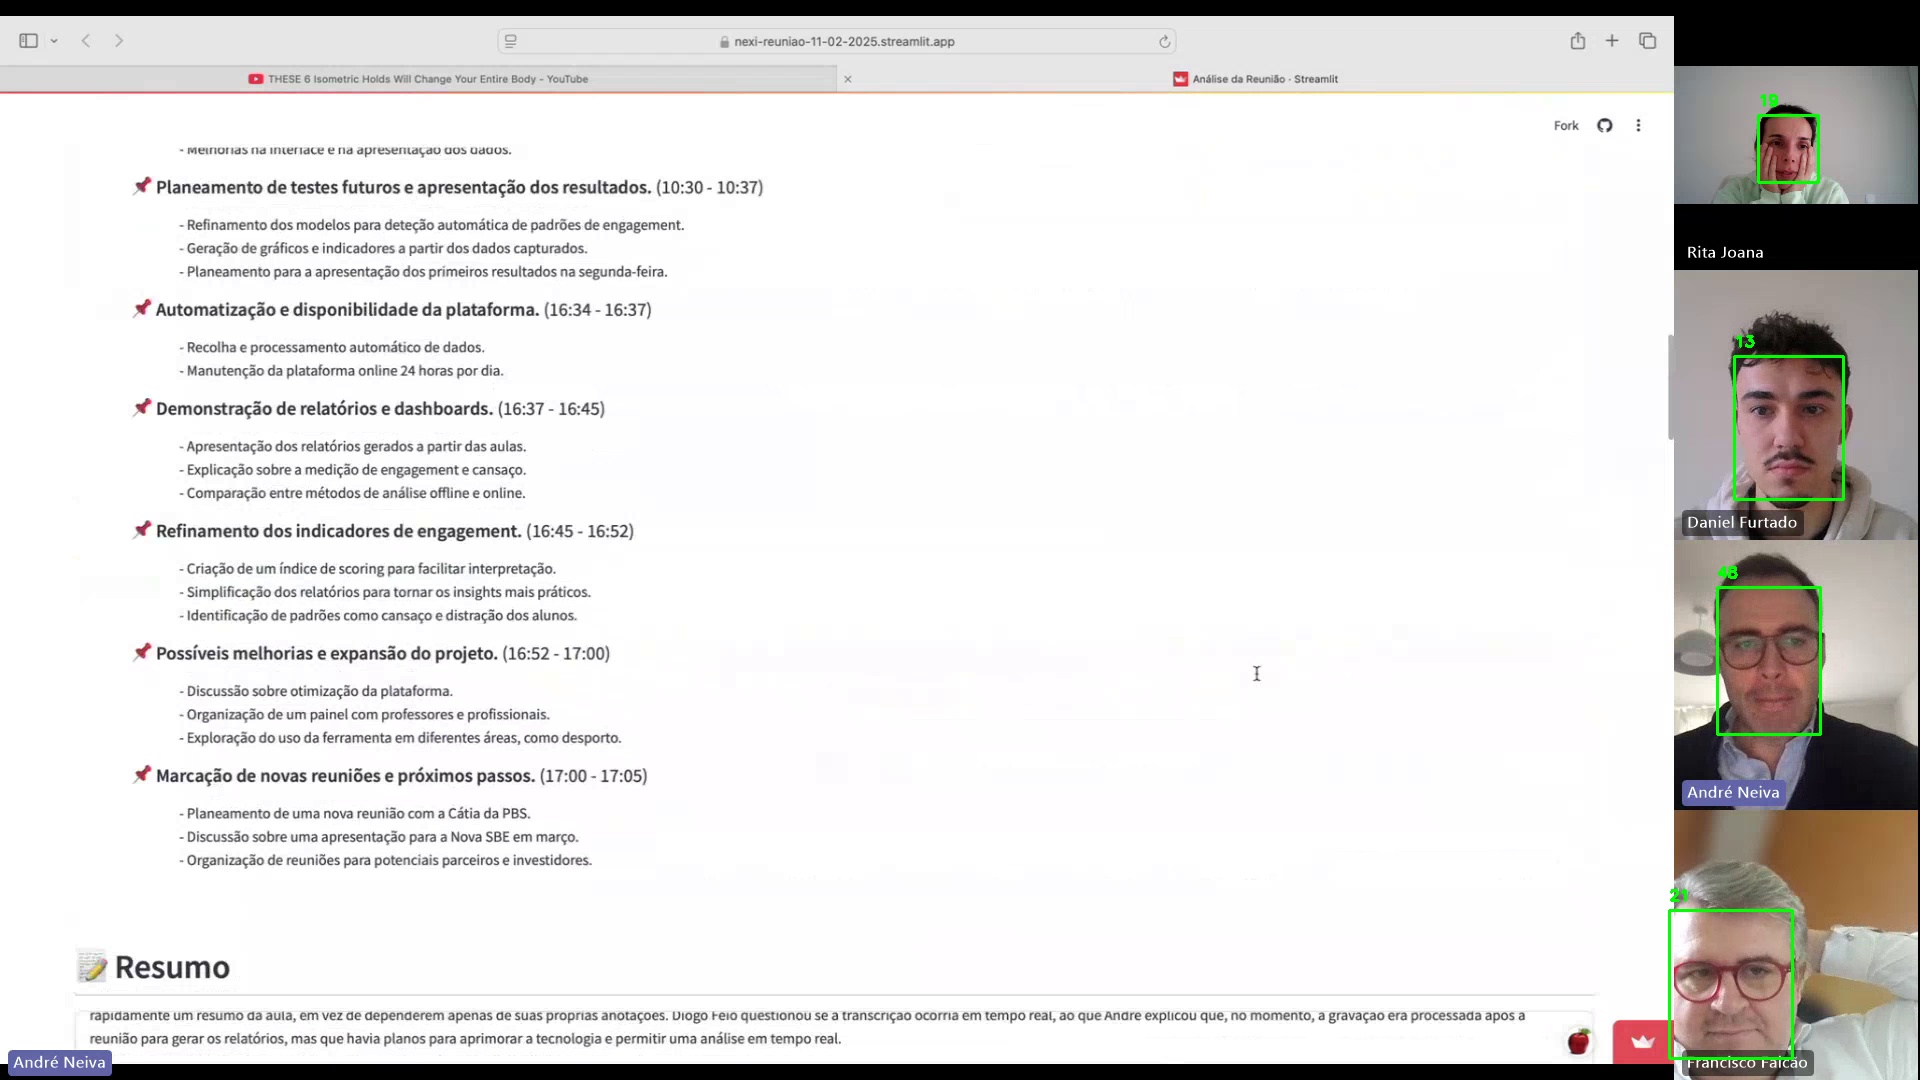 nexi-reuniao-11-02-2025.streamlit.app
THESE 6 Isometric Holds Will Change Your Entire Body - YouTube
Análise da Reunião · Streamlit
Fork
- Melhorias na interface e na apresentação dos dados.
Planeamento de testes futuros e apresentação dos resultados. (10:30 - 10:37)
- Refinamento dos modelos para deteção automática de padrões de engagement.
- Geração de gráficos e indicadores a partir dos dados capturados.
- Planeamento para a apresentação dos primeiros resultados na segunda-feira.
Automatização e disponibilidade da plataforma. (16:34 - 16:37)
- Recolha e processamento automático de dados.
- Manutenção da plataforma online 24 horas por dia.
Demonstração de relatórios e dashboards. (16:37 - 16:45)
- Apresentação dos relatórios gerados a partir das aulas.
- Explicação sobre a medição de engagement e cansaço.
- Comparação entre métodos de análise offline e online.
Refinamento dos indicadores de engagement. (16:45 - 16:52)
- Criação de um índice de scoring para facilitar interpretação.
- Simplificação dos relatórios para tornar os insights mais práticos.
- Identificação de padrões como cansaço e distração dos alunos.
Possíveis melhorias e expansão do projeto. (16:52 - 17:00)
- Discussão sobre otimização da plataforma.
- Organização de um painel com professores e profissionais.
- Exploração do uso da ferramenta em diferentes áreas, como desporto.
Marcação de novas reuniões e próximos passos. (17:00 - 17:05)
- Planeamento de uma nova reunião com a Cátia da PBS.
- Discussão sobre uma apresentação para a Nova SBE em março.
- Organização de reuniões para potenciais parceiros e investidores.
Resumo
rapidamente um resumo da aula, em vez de dependerem apenas de suas próprias anotações. Diogo Feio questionou se a transcrição ocorria em tempo real, ao que André explicou que, no momento, a gravação era processada após a
reunião para gerar os relatórios, mas que havia planos para aprimorar a tecnologia e permitir uma análise em tempo real.
André Neiva
19
Rita Joana
13
Daniel Furtado
48
André Neiva
21
Francisco Falcão